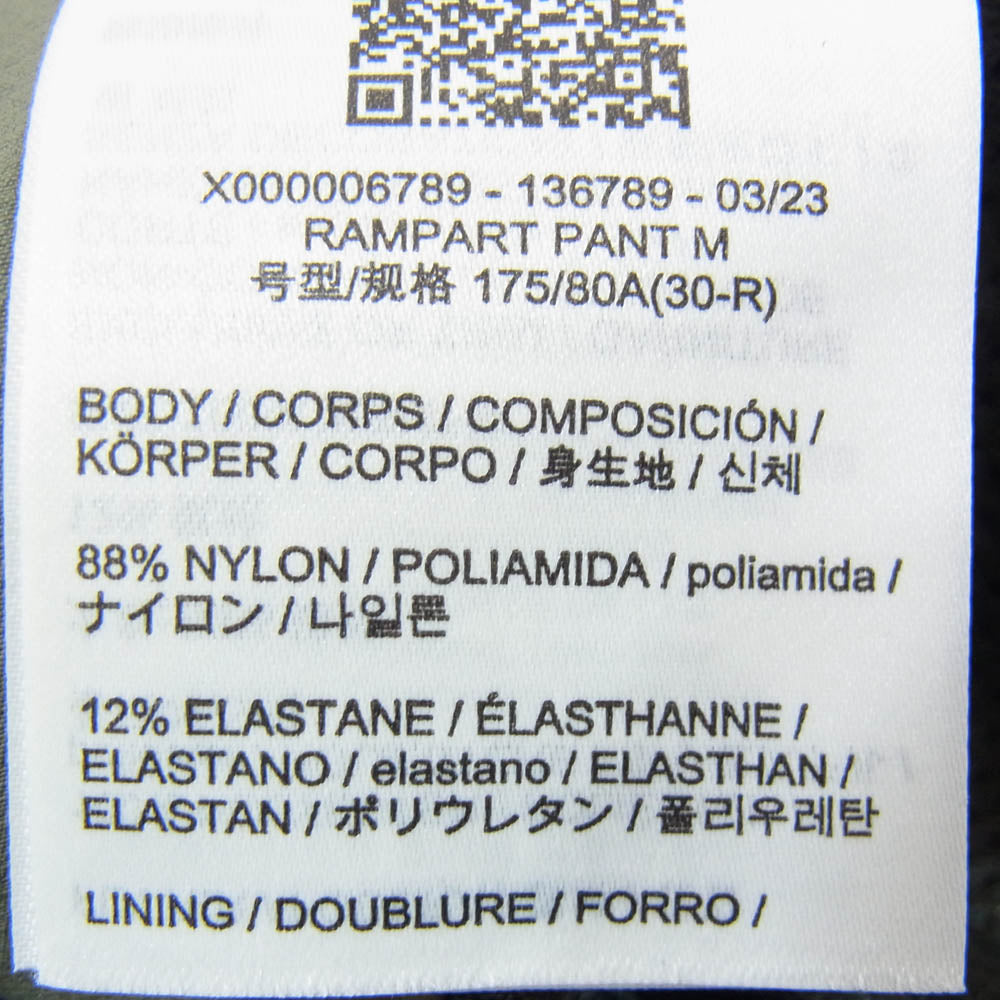 X000006789 - 136789 - 03/23
RAMPART PANT M
号型/规格 175/80A(30-R)
BODY / CORPS / COMPOSICIÓN /
KÖRPER / CORPO / 身生地 / 신체
88% NYLON / POLIAMIDA / poliamida /
ナイロン / 나일론
12% ELASTANE / ÉLASTHANNE /
ELASTANO / elastano / ELASTHAN /
ELASTAN / ポリウレタン / 폴리우레탄
LINING / DOUBLURE / FORRO /